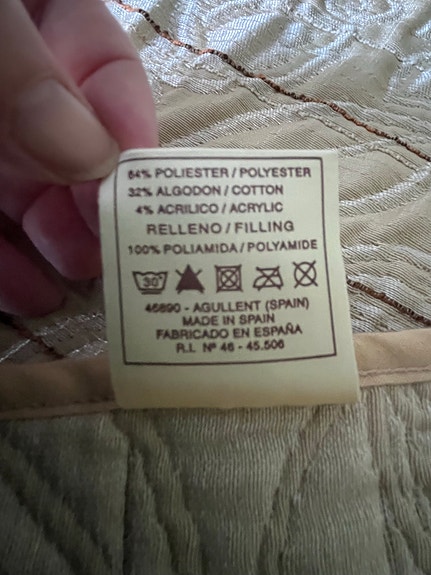 64% POLIESTER / POLYESTER
32% ALGODON / COTTON
4% ACRILICO / ACRYLIC
RELLENO / FILLING
100% POLIAMIDA / POLYAMIDE
30°
46890 - AGULLENT (SPAIN)
MADE IN SPAIN
FABRICADO EN ESPAÑA
R.I. Nº 46 - 45.506